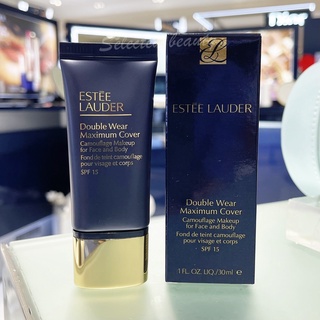 ESTĒE
LAUDER
Double Wear
Maximum Cover
Camouflage Makeup
for Face and Body
Fond de teint camouflage
pour visage et corps
SPF 15
ESTĒE LAUDER
Double Wear
Maximum Cover
Camouflage Makeup
for Face and Body
Fond de teint camouflage
pour visage et corps
SPF 15
1 FL. OZ. LIQ./30ml ℮